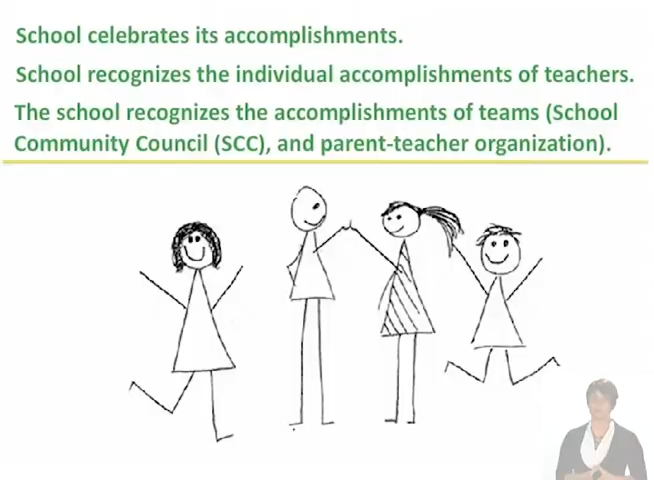 School celebrates its accomplishments.
School recognizes the individual accomplishments of teachers.
The school recognizes the accomplishments of teams (School
Community Council (SCC), and parent-teacher organization).